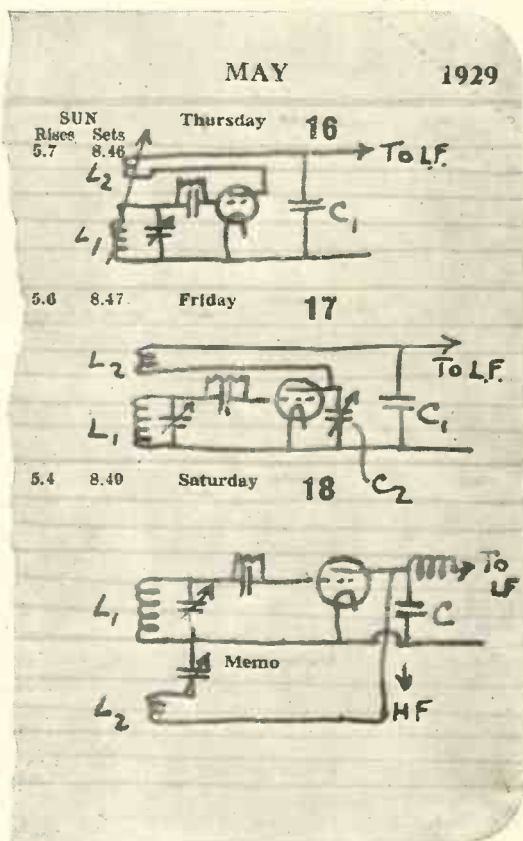 MAY 1929
SUN
Rises Sets Thursday 16
5.7 8.46 To L.F.
L2
L1 C1
5.6 8.47 Friday 17
L2 To L.F.
L1 C1
C2
5.4 8.49 Saturday 18
To
LF
L1 C
Memo
L2 HF